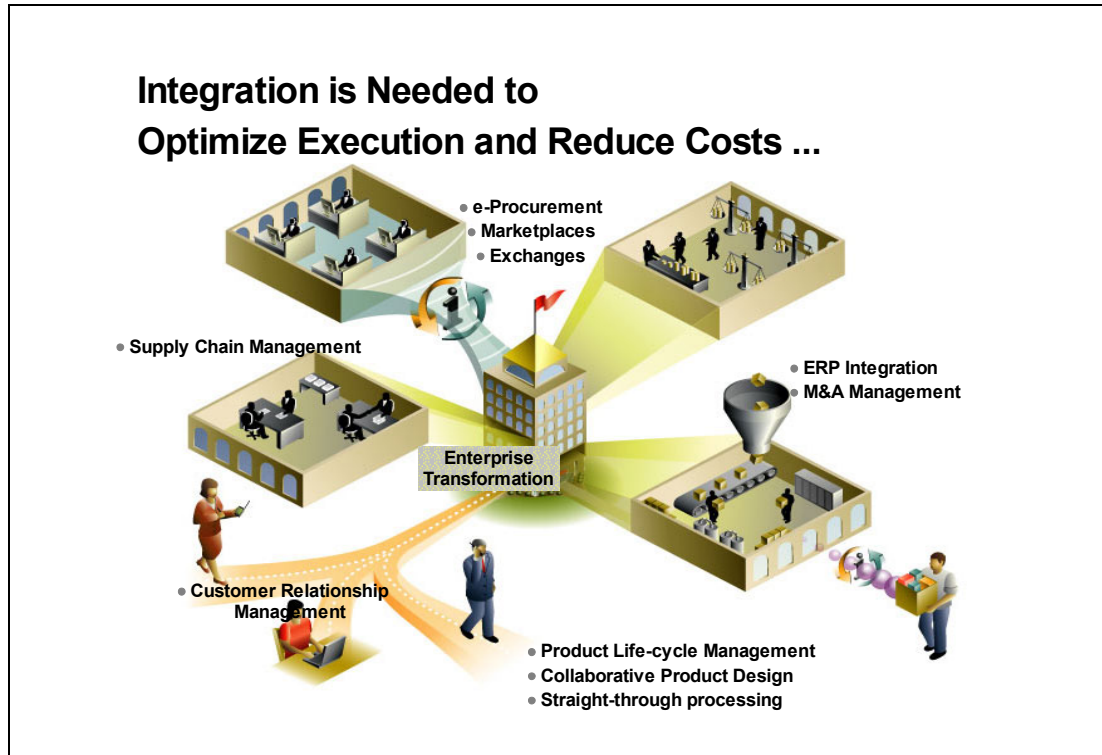 Integration is Needed to
Optimize Execution and Reduce Costs ...
• e-Procurement
• Marketplaces
• Exchanges
• Supply Chain Management
• ERP Integration
• M&A Management
Enterprise
Transformation
• Customer Relationship
Management
• Product Life-cycle Management
• Collaborative Product Design
• Straight-through processing